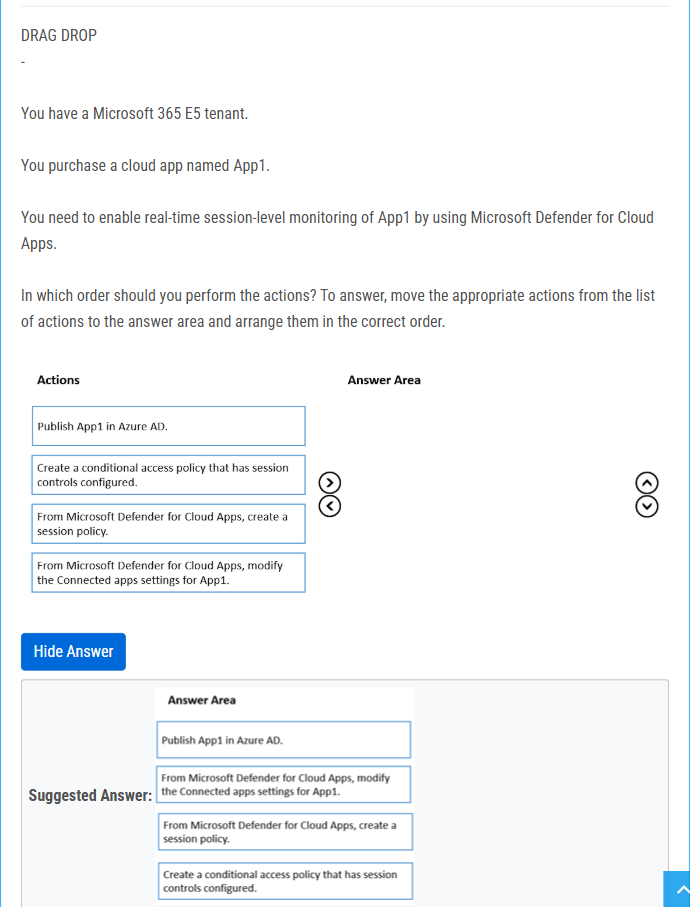 DRAG DROP
-
You have a Microsoft 365 E5 tenant.
You purchase a cloud app named App1.
You need to enable real-time session-level monitoring of App1 by using Microsoft Defender for Cloud
Apps.
In which order should you perform the actions? To answer, move the appropriate actions from the list
of actions to the answer area and arrange them in the correct order.
Actions
Answer Area
Publish App1 in Azure AD.
Create a conditional access policy that has session
controls configured.
From Microsoft Defender for Cloud Apps, create a
session policy.
From Microsoft Defender for Cloud Apps, modify
the Connected apps settings for App1.
Hide Answer
Suggested Answer:
Answer Area
Publish App1 in Azure AD.
From Microsoft Defender for Cloud Apps, modify
the Connected apps settings for App1.
From Microsoft Defender for Cloud Apps, create a
session policy.
Create a conditional access policy that has session
controls configured.